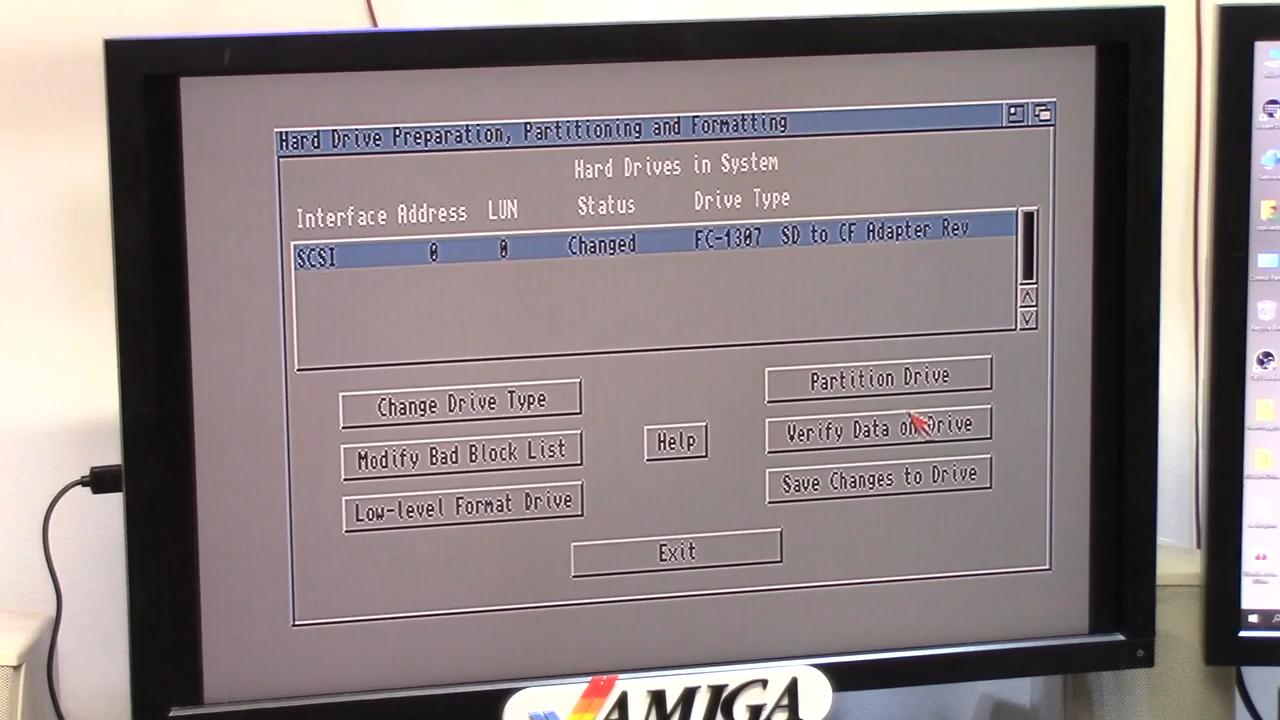 Hard Drive Preparation, Partitioning and Formatting
Hard Drives in System
Interface Address LUN Status Drive Type
SCSI 0 0 Changed FC-1307 SD to CF Adapter Rev
Change Drive Type
Partition Drive
Modify Bad Block List
Help
Verify Data on Drive
Low-level Format Drive
Save Changes to Drive
Exit
AMIGA